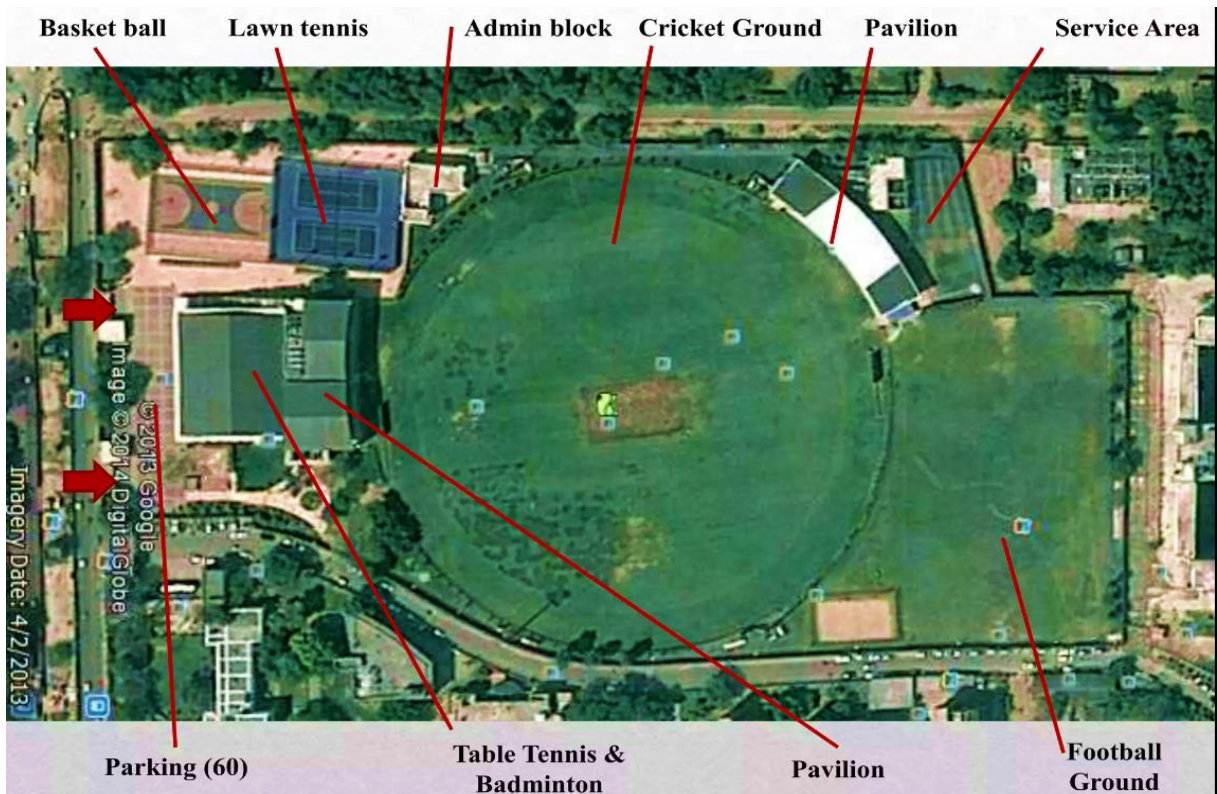 Basket ball
Lawn tennis
Admin block
Cricket Ground
Pavilion
Service Area
Image © 2014 DigitalGlobe
© 2013 Google
Imagery Date: 4/2/2013
Parking (60)
Table Tennis &
Badminton
Pavilion
Football
Ground